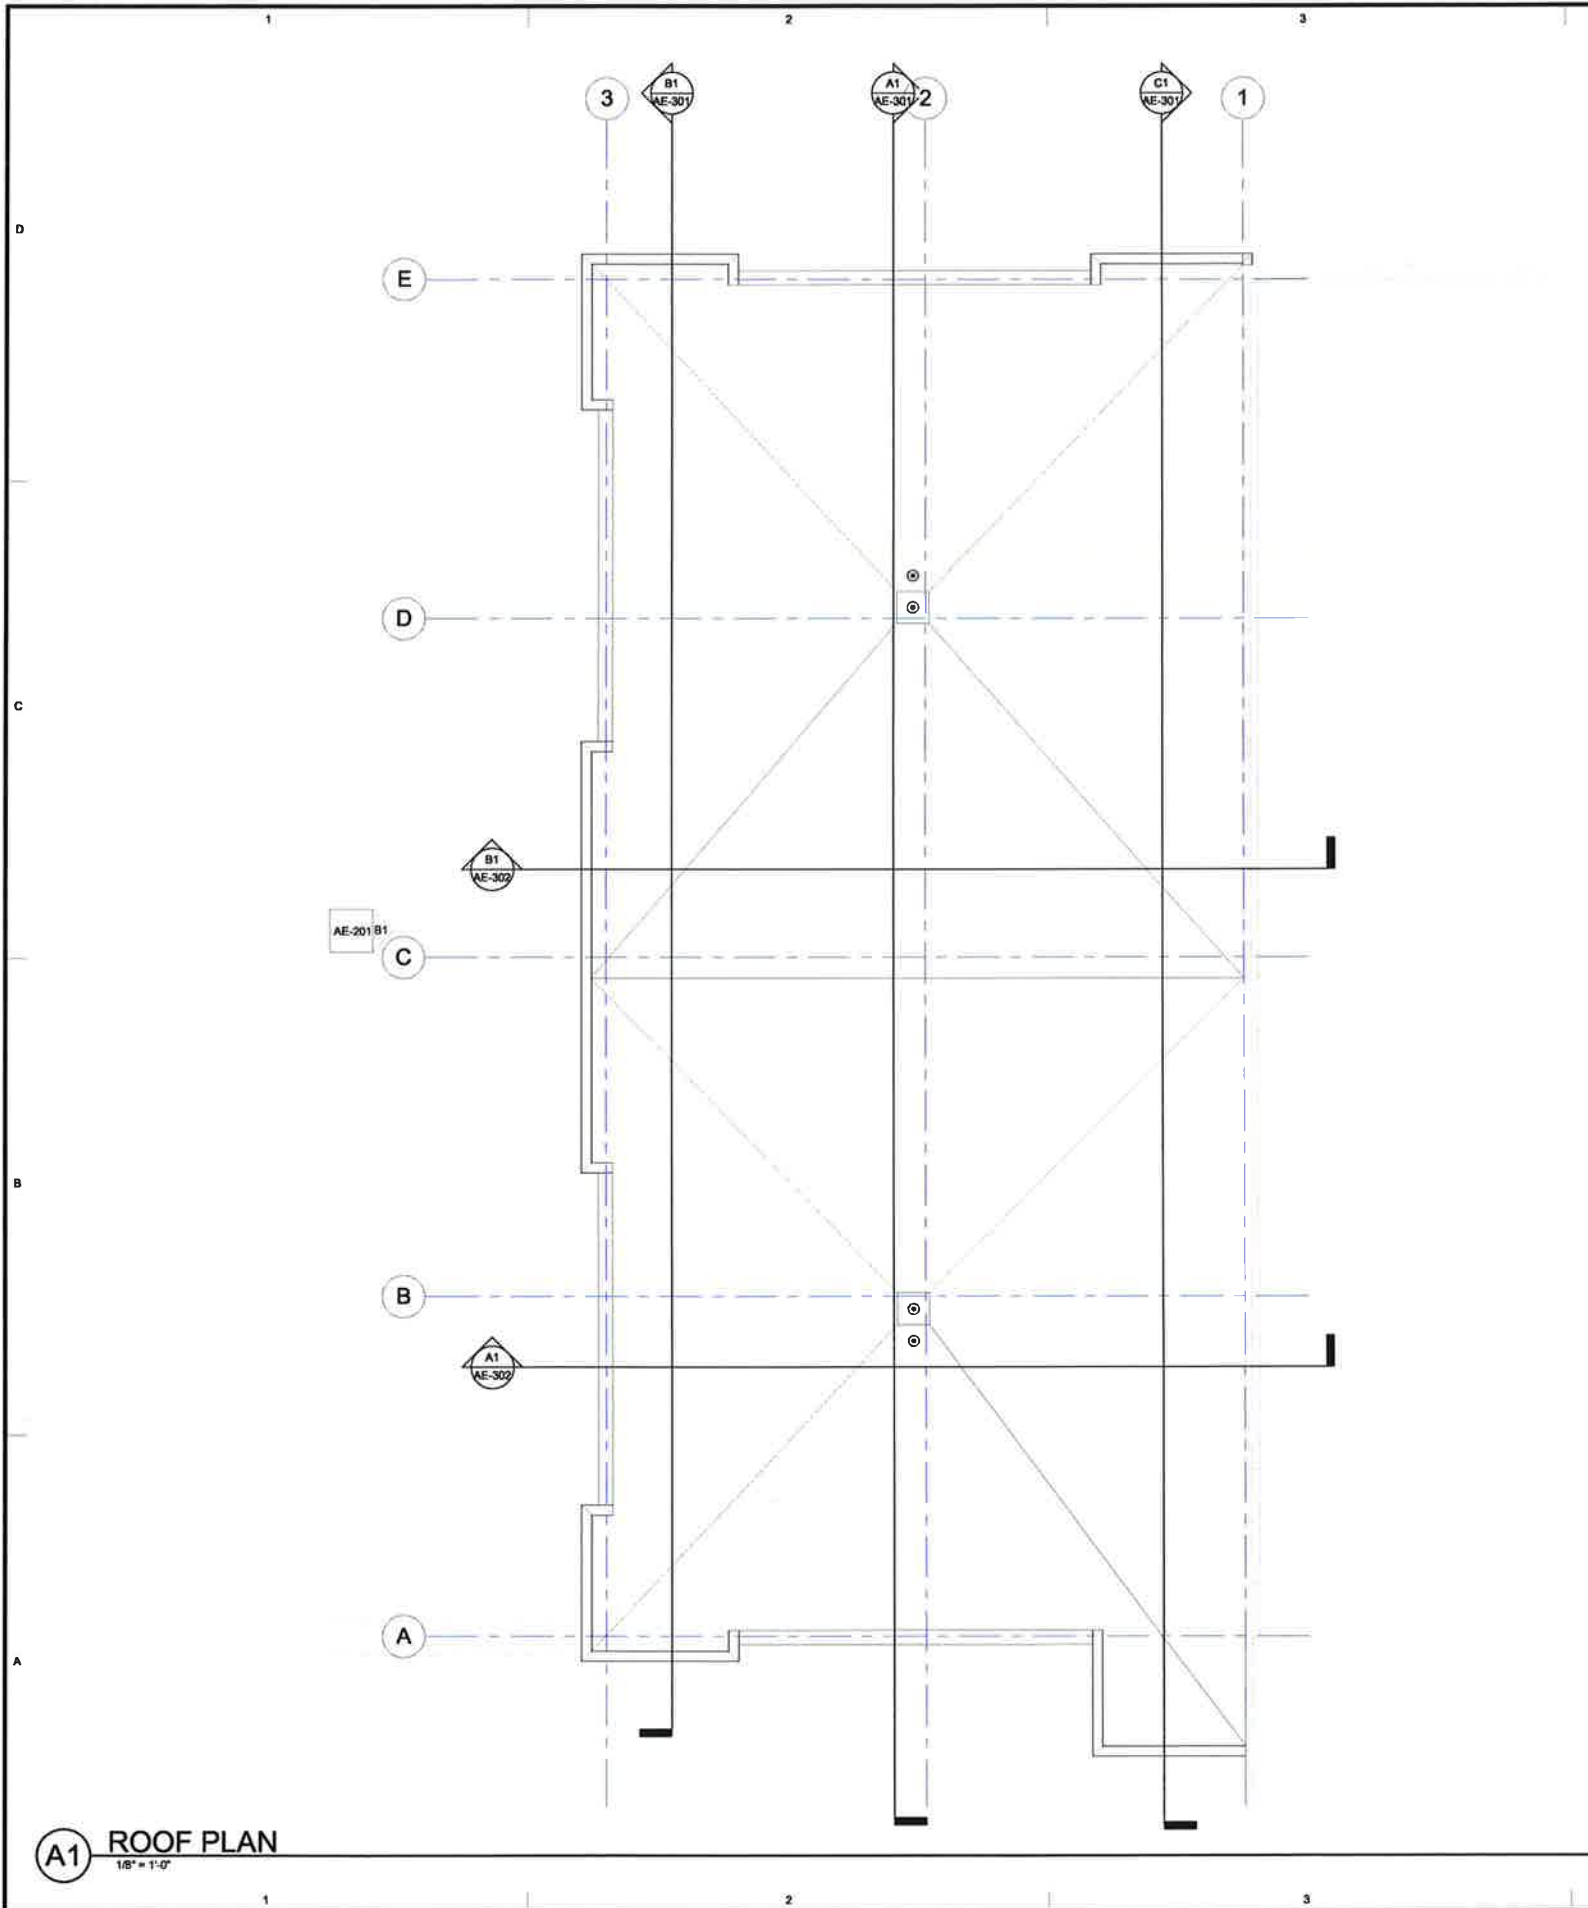 1 2 3
3 B1 AE-301 A1 AE-301 2 C1 AE-301 1
D
E
D
C
B1
AE-302
AE-201 B1
C
B
B
A1
AE-302
A
A
A1 ROOF PLAN
1/8" = 1'-0"
1 2 3